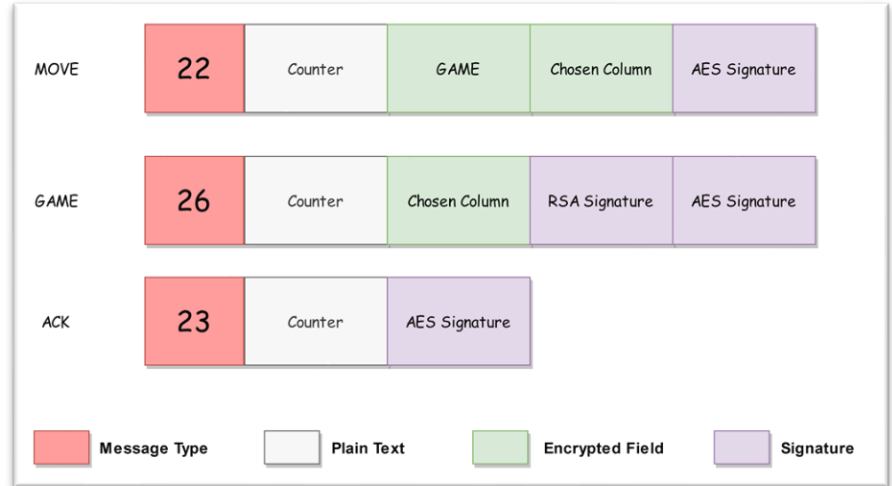 MOVE 22 Counter GAME Chosen Column AES Signature
GAME 26 Counter Chosen Column RSA Signature AES Signature
ACK 23 Counter AES Signature
Message Type Plain Text Encrypted Field Signature